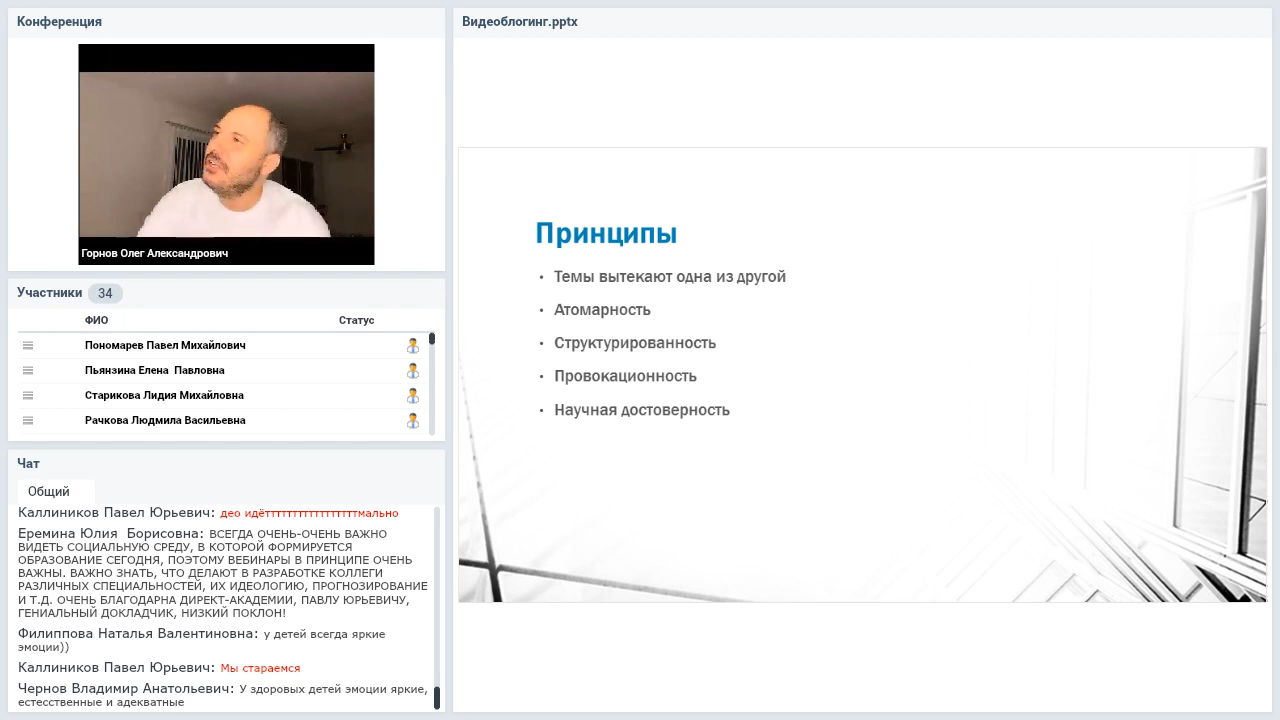 Конференция
Горнов Олег Александрович
Участники 34
ФИО Статус
Пономарев Павел Михайлович
Пьянзина Елена  Павловна
Старикова Лидия Михайловна
Рачкова Людмила Васильевна
Чат
Общий
Каллиников Павел Юрьевич: део идётттттттттттттттттттмально
Еремина Юлия  Борисовна: ВСЕГДА ОЧЕНЬ-ОЧЕНЬ ВАЖНО
ВИДЕТЬ СОЦИАЛЬНУЮ СРЕДУ, В КОТОРОЙ ФОРМИРУЕТСЯ
ОБРАЗОВАНИЕ СЕГОДНЯ, ПОЭТОМУ ВЕБИНАРЫ В ПРИНЦИПЕ ОЧЕНЬ
ВАЖНЫ. ВАЖНО ЗНАТЬ, ЧТО ДЕЛАЮТ В РАЗРАБОТКЕ КОЛЛЕГИ
РАЗЛИЧНЫХ СПЕЦИАЛЬНОСТЕЙ, ИХ ИДЕОЛОГИЮ, ПРОГНОЗИРОВАНИЕ
И Т.Д. ОЧЕНЬ БЛАГОДАРНА ДИРЕКТ-АКАДЕМИИ, ПАВЛУ ЮРЬЕВИЧУ,
ГЕНИАЛЬНЫЙ ДОКЛАДЧИК, НИЗКИЙ ПОКЛОН!
Филиппова Наталья Валентиновна: у детей всегда яркие
эмоции))
Каллиников Павел Юрьевич: Мы стараемся
Чернов Владимир Анатольевич: У здоровых детей эмоции яркие,
естесственные и адекватные
Видеоблогинг.pptx
Принципы
• Темы вытекают одна из другой
• Атомарность
• Структурированность
• Провокационность
• Научная достоверность